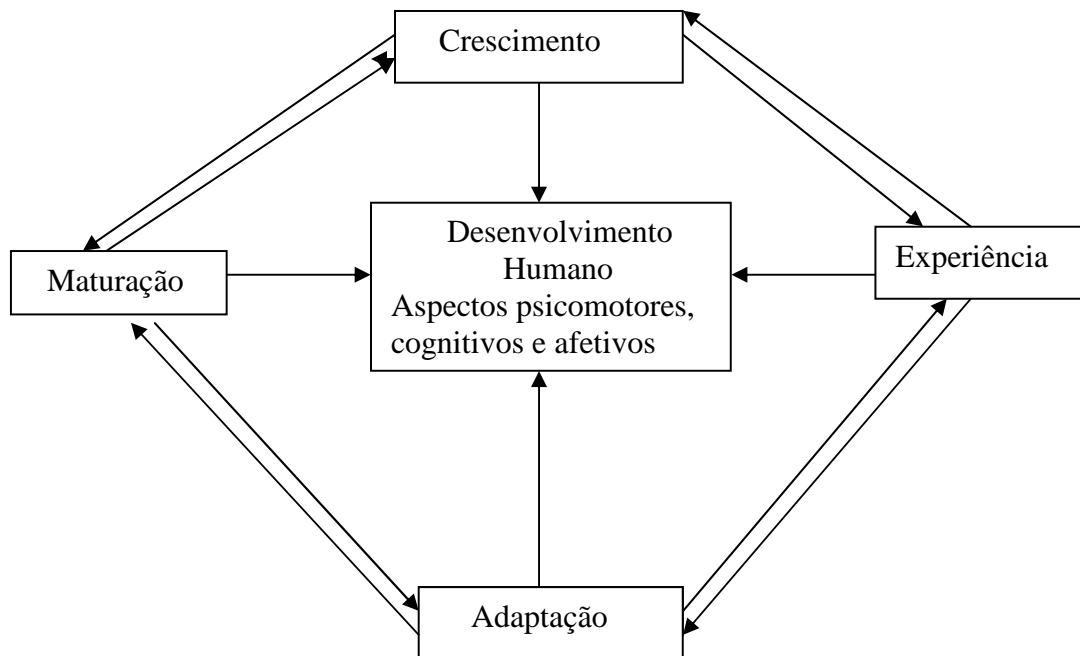 Crescimento
Desenvolvimento
Humano
Aspectos psicomotores,
cognitivos e afetivos
Maturação
Experiência
Adaptação